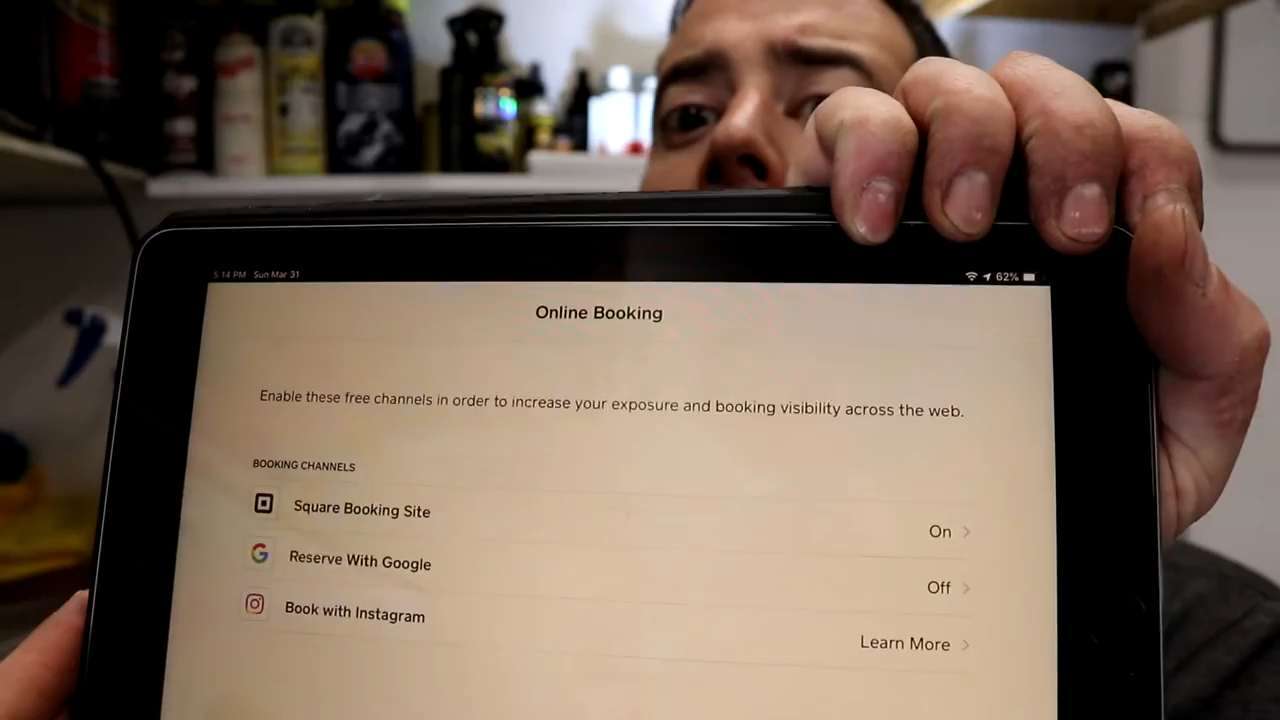 5:14 PM Sun Mar 31
62%
Online Booking
Enable these free channels in order to increase your exposure and booking visibility across the web.
BOOKING CHANNELS
Square Booking Site
On
Reserve With Google
Off
Book with Instagram
Learn More